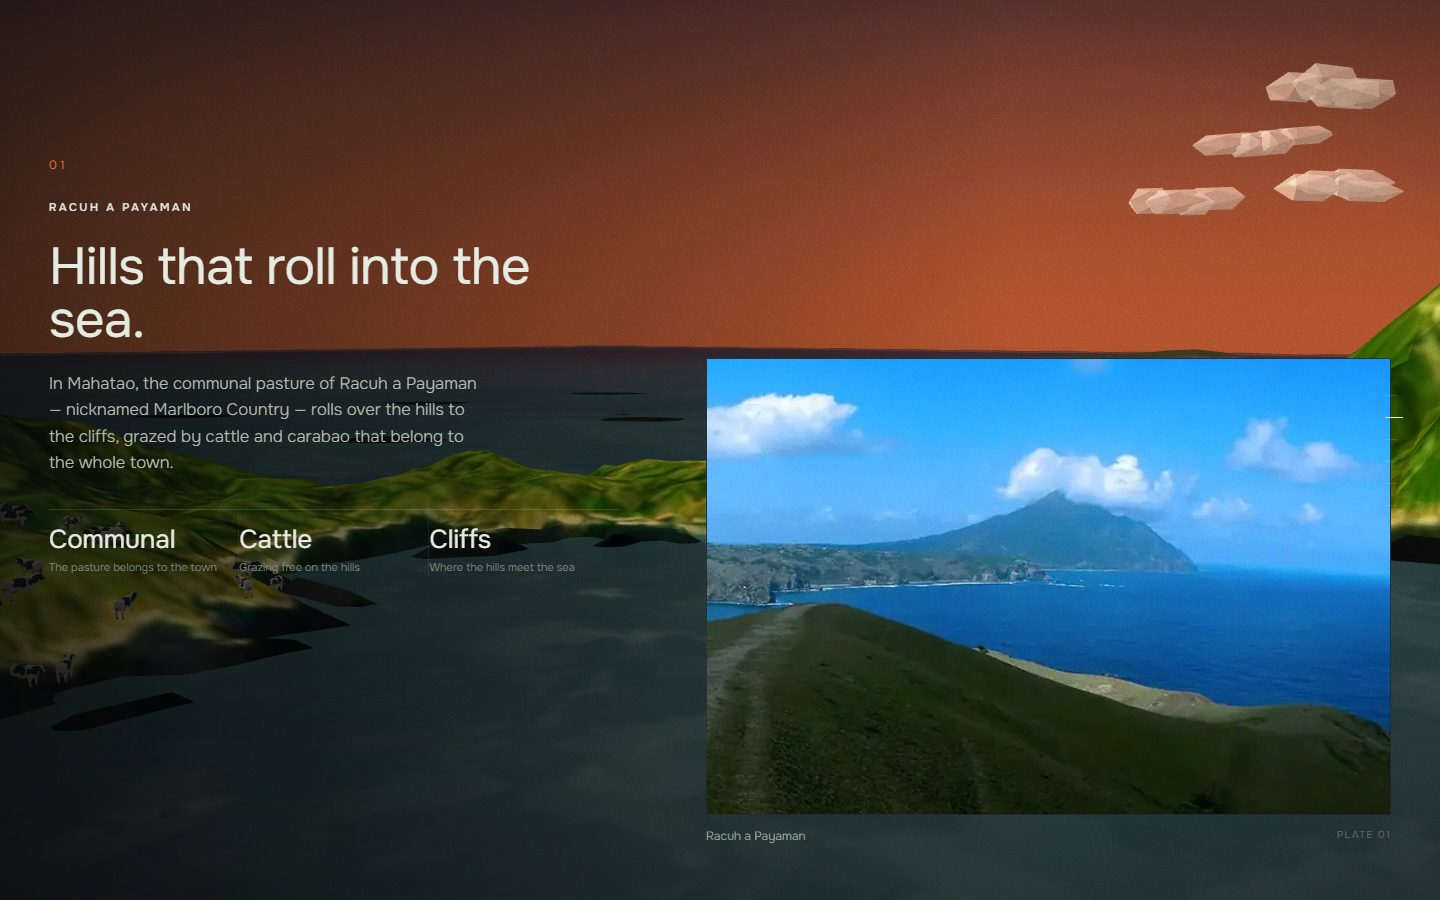 01
RACUH A PAYAMAN
Hills that roll into the
sea.
In Mahatao, the communal pasture of Racuh a Payaman
— nicknamed Marlboro Country — rolls over the hills to
the cliffs, grazed by cattle and carabao that belong to
the whole town.
Communal
The pasture belongs to the town
Cattle
Grazing free on the hills
Cliffs
Where the hills meet the sea
Racuh a Payaman
PLATE 01